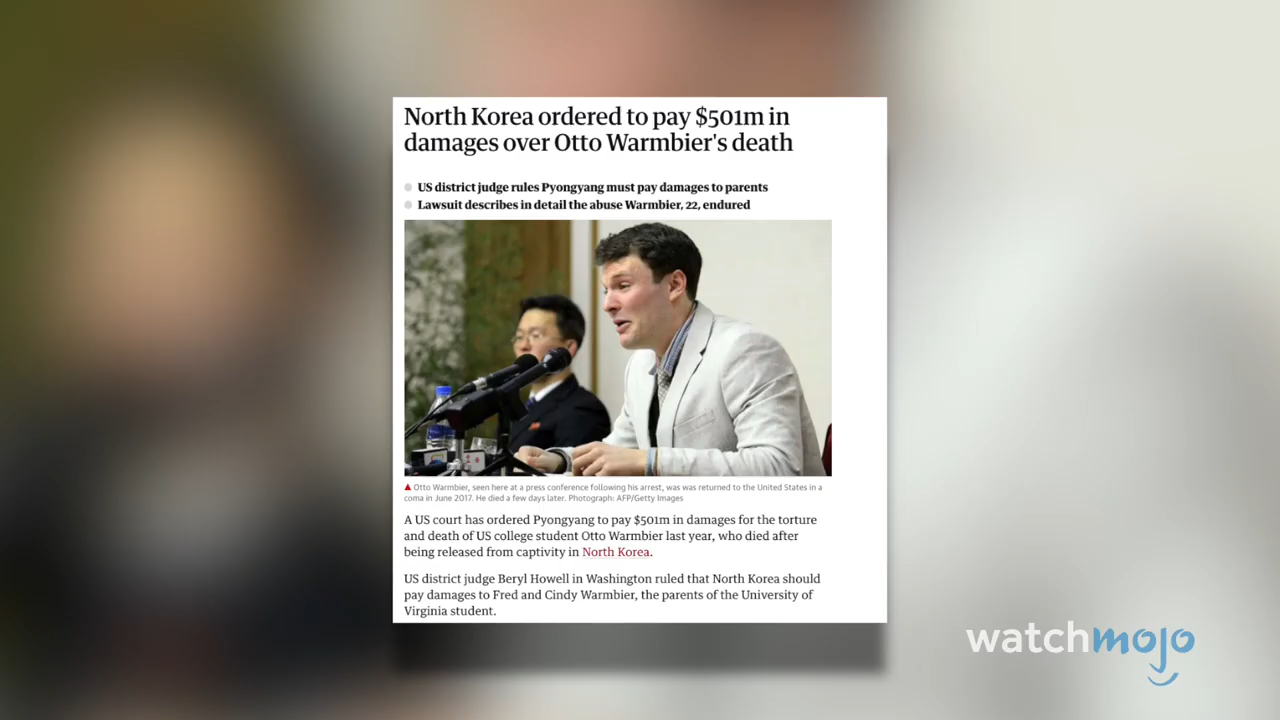 North Korea ordered to pay $501m in
damages over Otto Warmbier's death
US district judge rules Pyongyang must pay damages to parents
Lawsuit describes in detail the abuse Warmbier, 22, endured
Otto Warmbier, seen here at a press conference following his arrest, was was returned to the United States in a
coma in June 2017. He died a few days later. Photograph: AFP/Getty Images
A US court has ordered Pyongyang to pay $501m in damages for the torture
and death of US college student Otto Warmbier last year, who died after
being released from captivity in North Korea.
US district judge Beryl Howell in Washington ruled that North Korea should
pay damages to Fred and Cindy Warmbier, the parents of the University of
Virginia student.
watchmojo